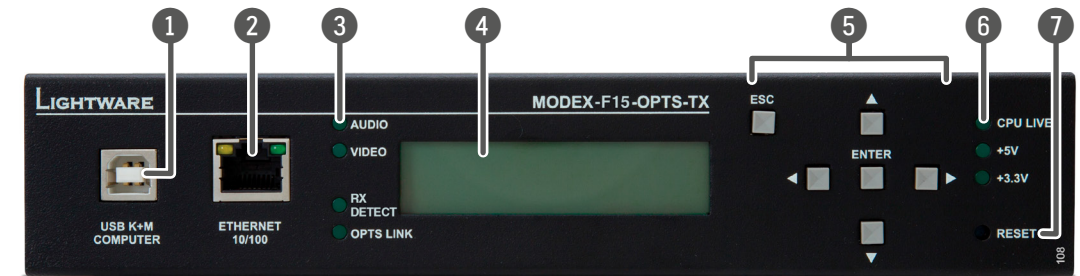 1 2 3 4 5 6 7
LIGHTWARE
MODEX-F15-OPTS-TX
ESC
AUDIO
VIDEO
RX
DETECT
OPTS LINK
ENTER
CPU LIVE
+5V
+3.3V
RESET
USB K+M
COMPUTER
ETHERNET
10/100
108